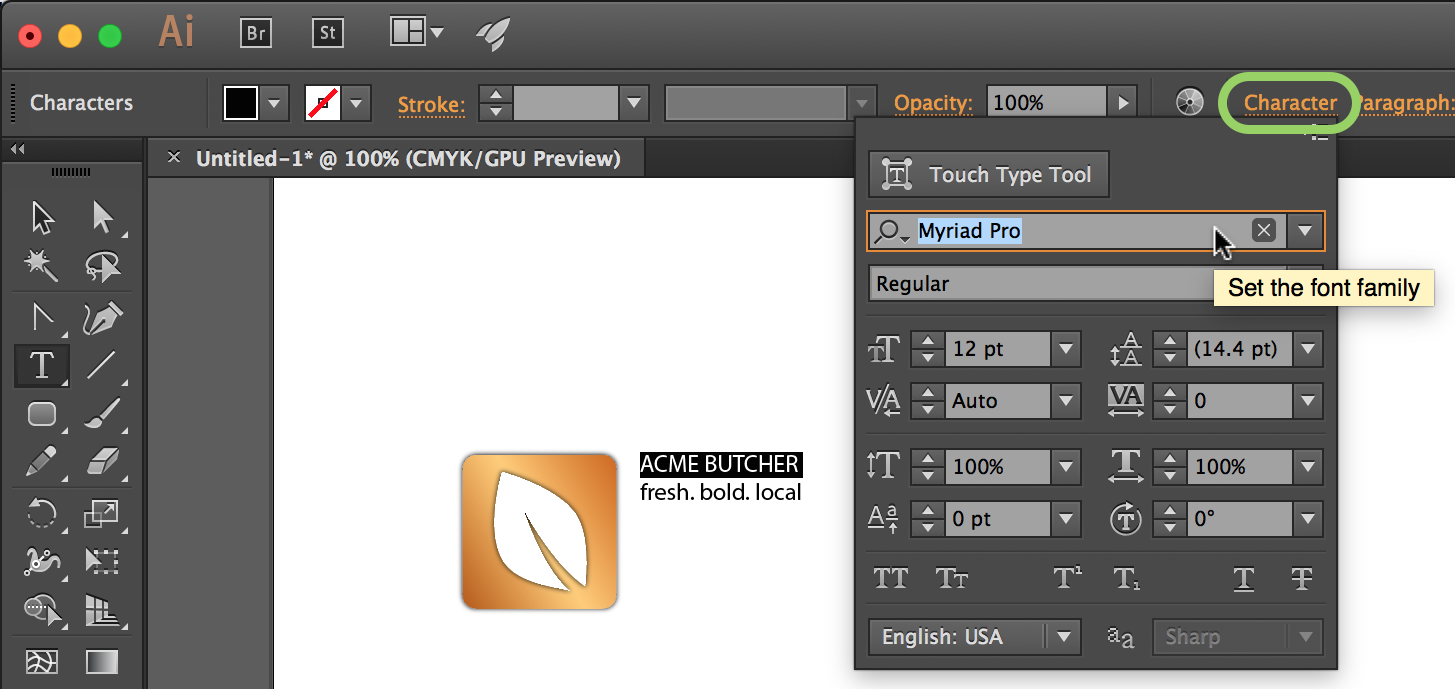 Ai Br St
Characters Stroke: Opacity: 100% Character Paragraph:
Untitled-1* @ 100% (CMYK/GPU Preview)
Touch Type Tool
Myriad Pro
Regular
Set the font family
12 pt (14.4 pt)
Auto 0
ACME BUTCHER
fresh. bold. local
100% 100%
0 pt 0°
English: USA Sharp